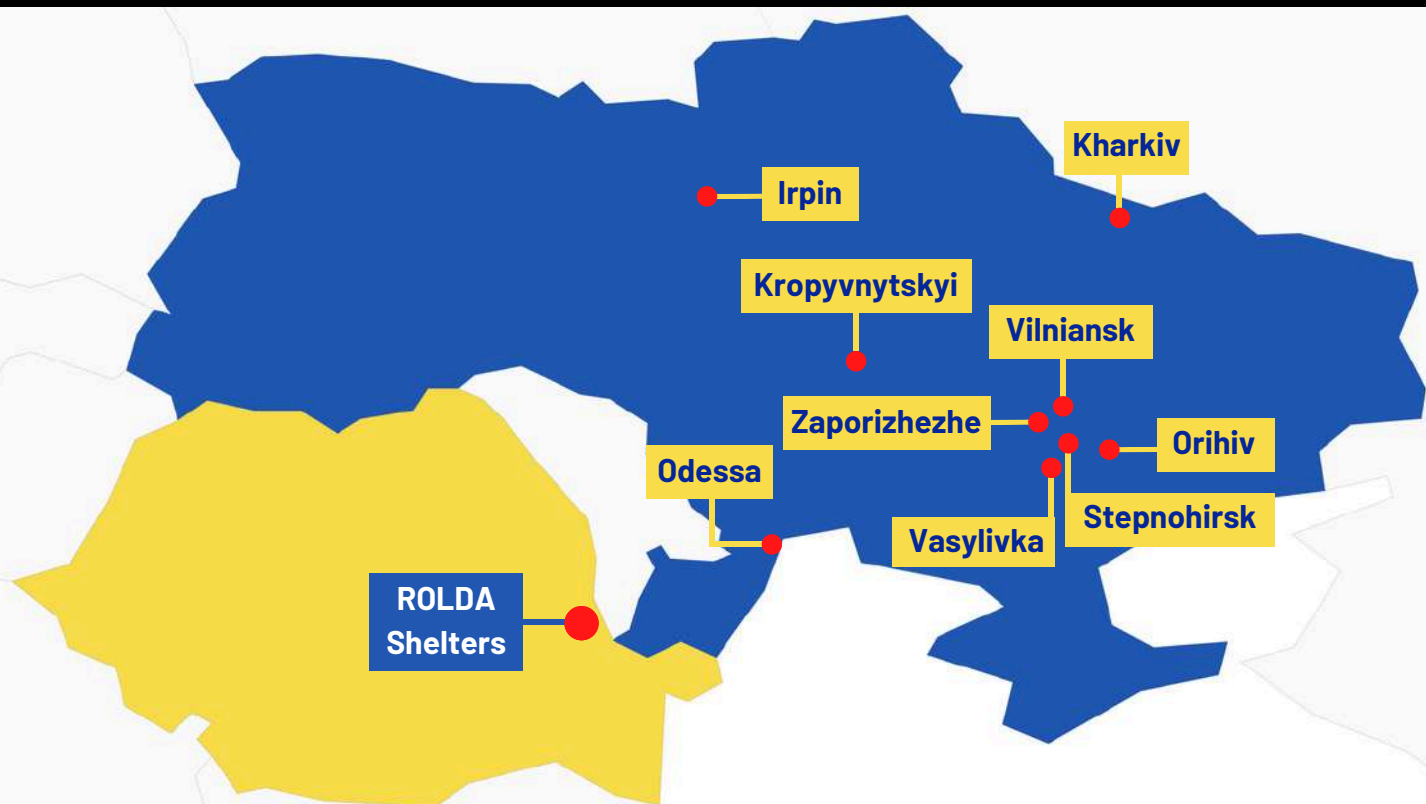 Kharkiv
Irpin
Kropyvnytskyi
Vilniansk
Zaporizhezhe
Orihiv
Odessa
Stepnohirsk
Vasylivka
ROLDA
Shelters